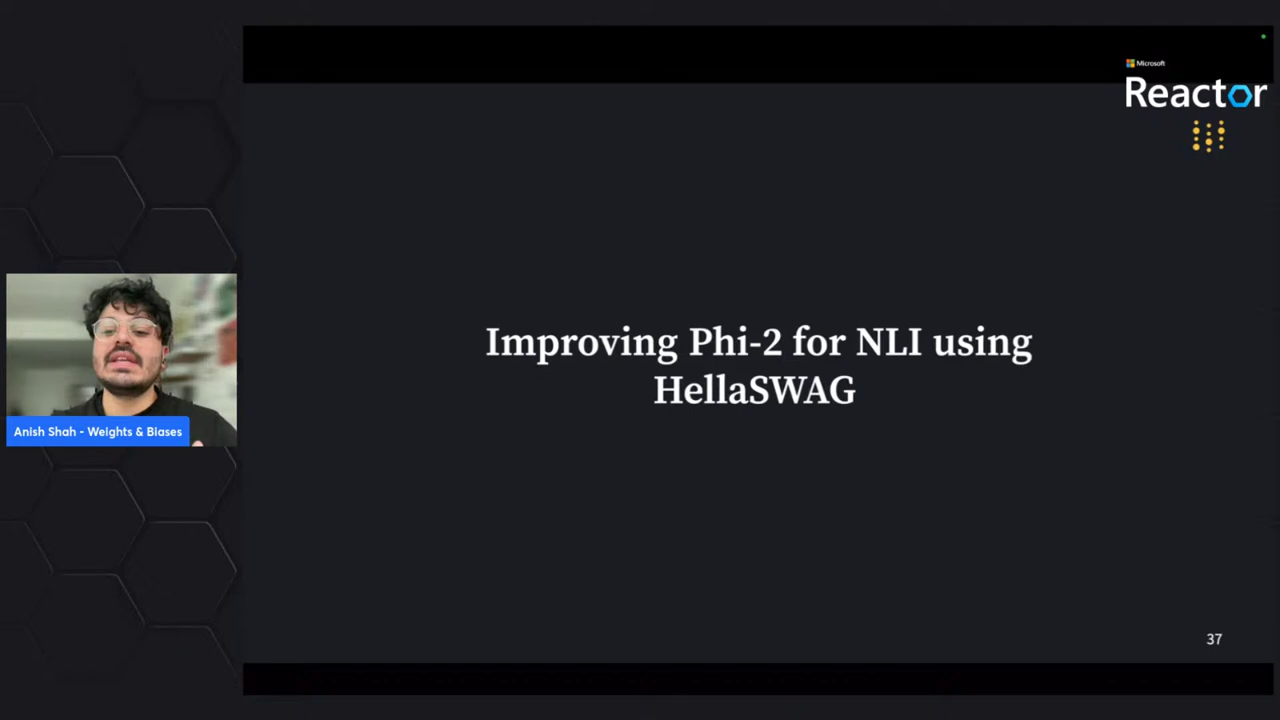 Microsoft
Reactor
Improving Phi-2 for NLI using
HellaSWAG
Anish Shah - Weights & Biases
37